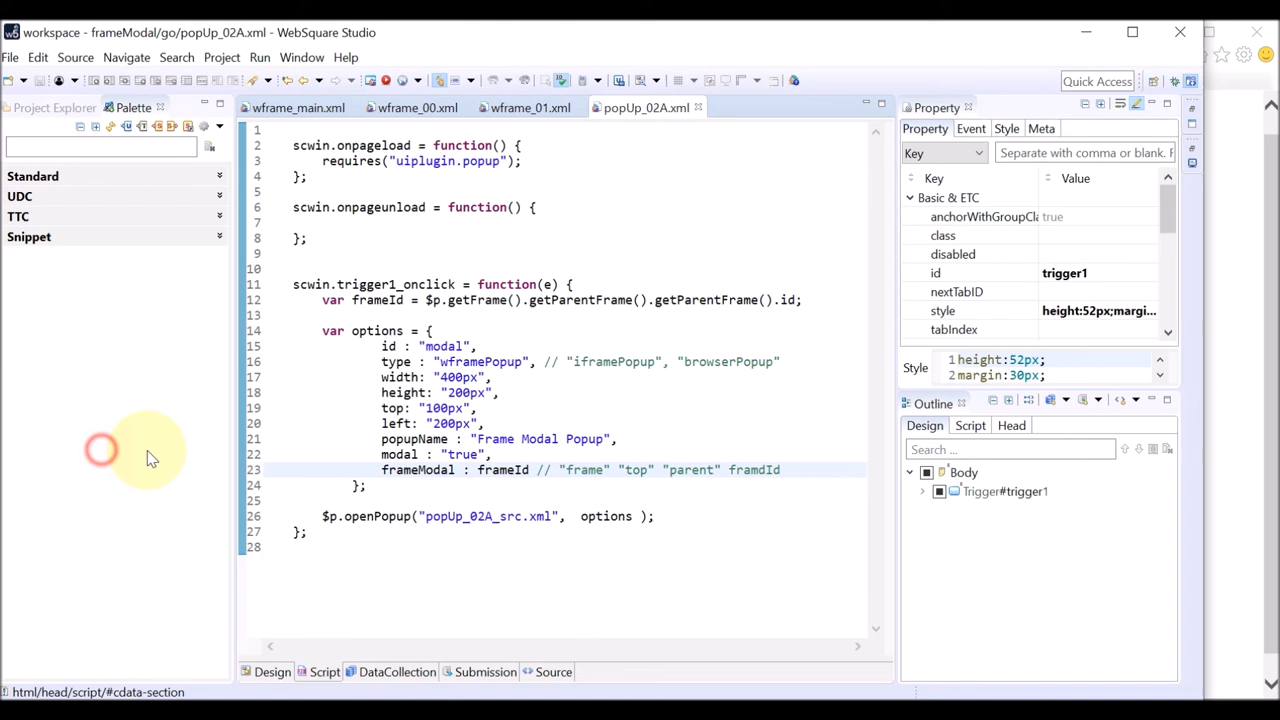 workspace - frameModal/go/popUp_02A.xml - WebSquare Studio
File Edit Source Navigate Search Project Run Window Help
Quick Access
Project Explorer Palette
wframe_main.xml wframe_00.xml wframe_01.xml popUp_02A.xml
Standard
UDC
TTC
Snippet
1
2 scwin.onpageload = function() {
3 requires("uiplugin.popup");
4 };
5
6 scwin.onpageunload = function() {
7
8 };
9
10
11 scwin.trigger1_onclick = function(e) {
12 var frameId = $p.getFrame().getParentFrame().getParentFrame().id;
13
14 var options = {
15 id : "modal",
16 type : "wframePopup", // "iframePopup", "browserPopup"
17 width: "400px",
18 height: "200px",
19 top: "100px",
20 left: "200px",
21 popupName : "Frame Modal Popup",
22 modal : "true",
23 frameModal : frameId // "frame" "top" "parent" framdId
24 };
25
26 $p.openPopup("popUp_02A_src.xml", options );
27 };
28
Design Script DataCollection Submission Source
html/head/script/#cdata-section
Property
Property Event Style Meta
Key Separate with comma or blank. F
Key Value
Basic & ETC
anchorWithGroupCla true
class
disabled
id trigger1
nextTabID
style height:52px;margi...
tabIndex
Style 1 height:52px;
2 margin:30px;
Outline
Design Script Head
Search ...
Body
Trigger#trigger1